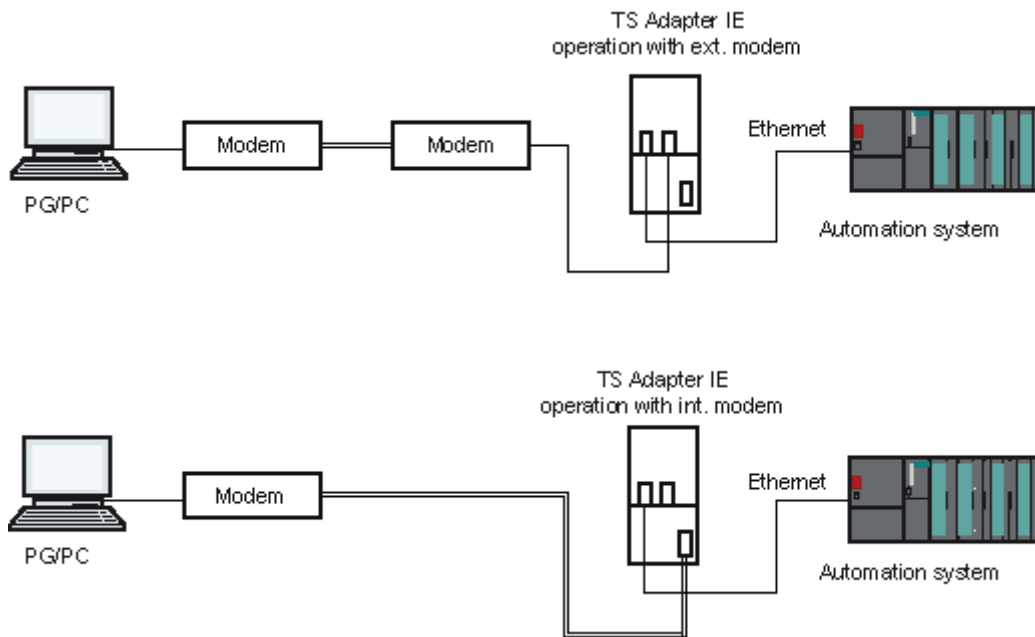 TS Adapter IE
operation with ext. modem
Modem
Modem
Ethernet
PG/PC
Automation system
TS Adapter IE
operation with int. modem
Modem
Ethernet
PG/PC
Automation system